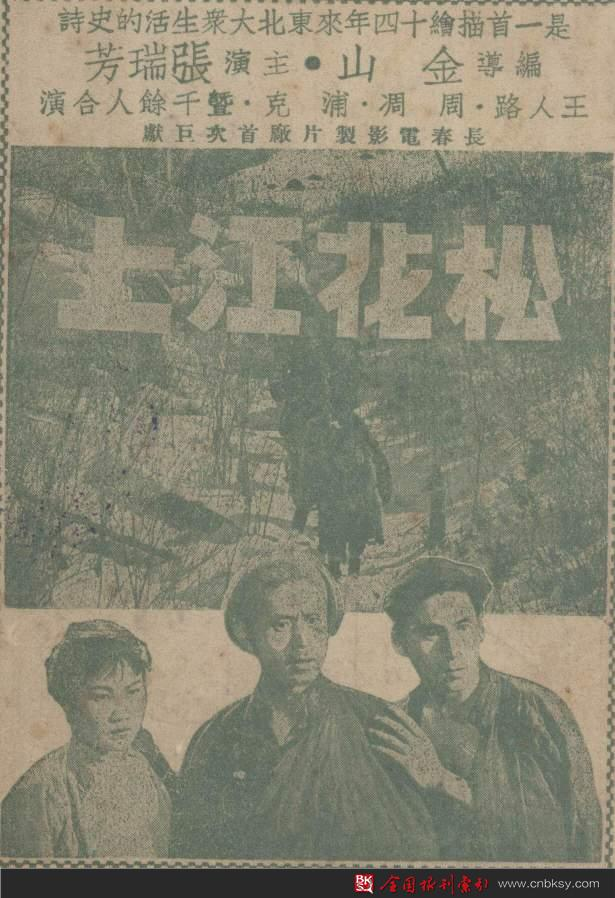 是一首描繪十四年來東北大衆生活的史詩
編導 金山•主演 張瑞芳
王人路•周凋•浦克•暨千餘人合演
長春電影製片廠首次巨獻
松花江上
全国报刊索引 www.cnbksy.com